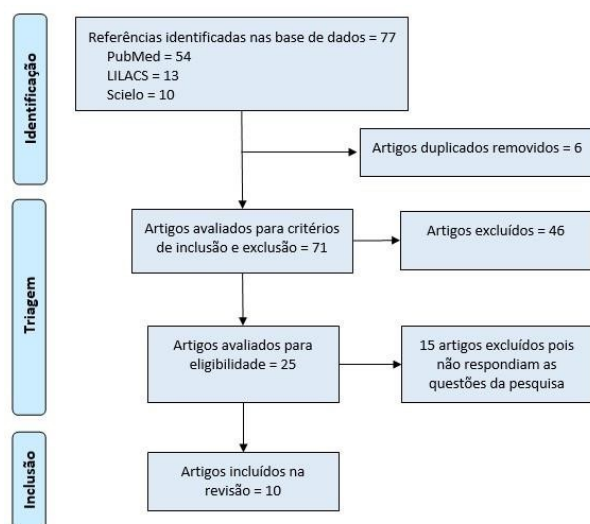 Identificação
Referências identificadas nas base de dados = 77
PubMed = 54
LILACS = 13
Scielo = 10
Artigos duplicados removidos = 6
Triagem
Artigos avaliados para critérios
de inclusão e exclusão = 71
Artigos excluídos = 46
Artigos avaliados para
eligibilidade = 25
15 artigos excluídos pois
não respondiam as
questões da pesquisa
Inclusão
Artigos incluídos na
revisão = 10